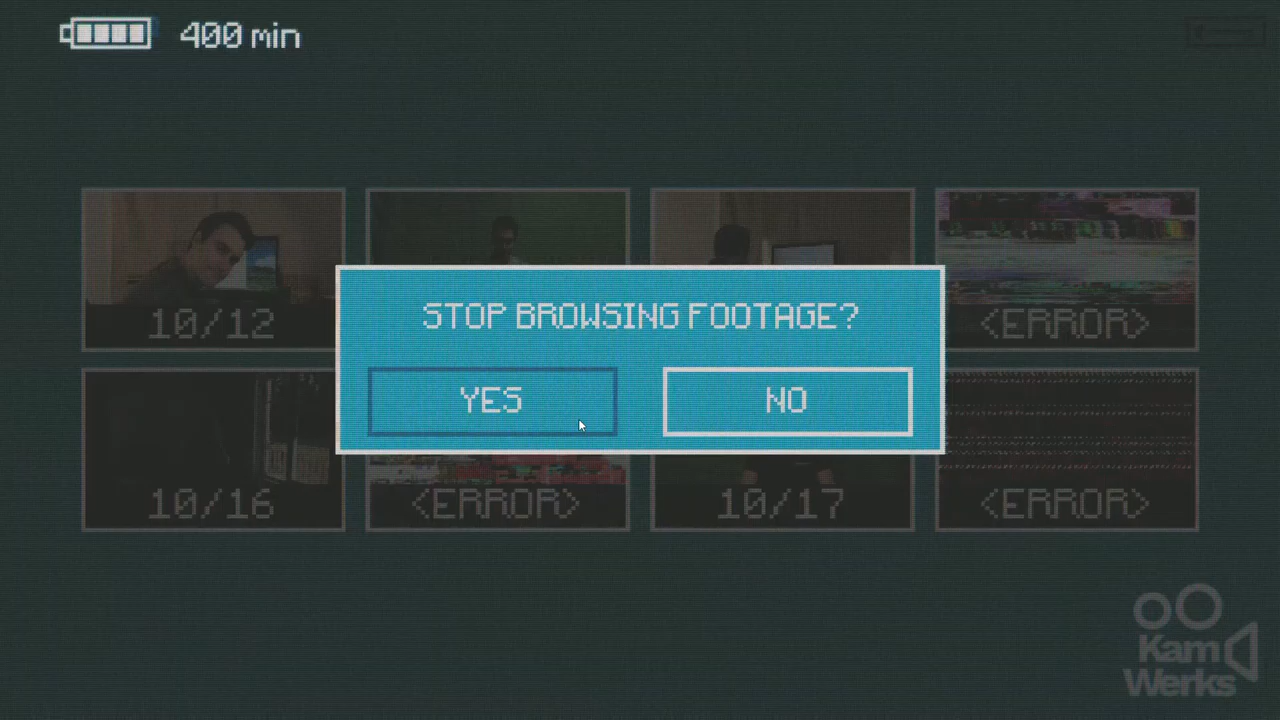 400 min
10/12
<ERROR>
STOP BROWSING FOOTAGE?
YES
NO
10/16
<ERROR>
10/17
<ERROR>
Kam
Werks